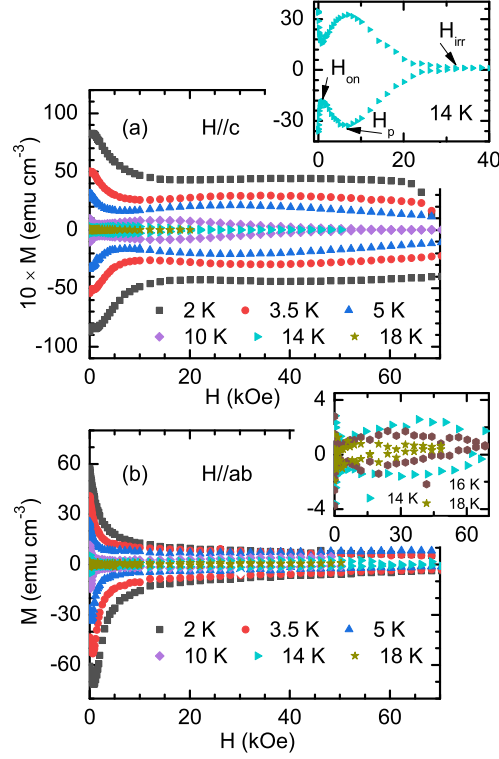 30
0
-30
0 10 20 30 40
H_on
H_p
H_irr
14 K
(a) H//c
100
50
0
-50
-100
10 × M (emu cm⁻³)
2 K 3.5 K 5 K
10 K 14 K 18 K
0 20 40 60
H (kOe)
4
0
-4
16 K
14 K 18 K
0 20 40 60
(b) H//ab
60
30
0
-30
-60
M (emu cm⁻³)
2 K 3.5 K 5 K
10 K 14 K 18 K
0 20 40 60
H (kOe)